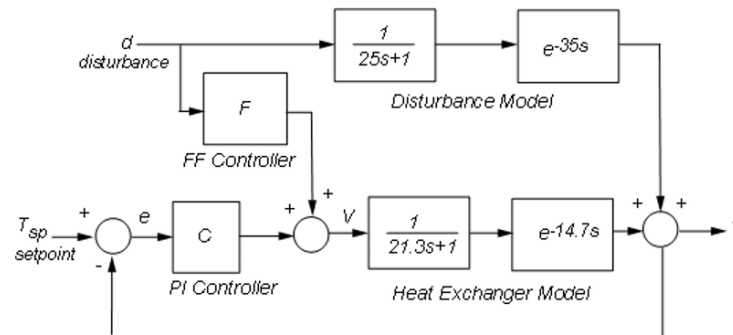 d
disturbance
1
25s+1
e-35s
Disturbance Model
F
FF Controller
+
+
Tsp
setpoint
+
-
e
C
PI Controller
+
V
1
21.3s+1
e-14.7s
Heat Exchanger Model
+
+